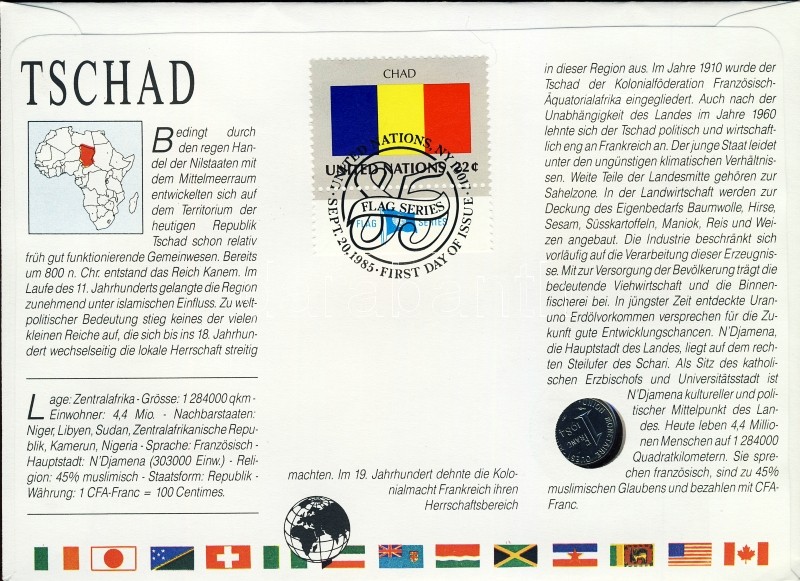 TSCHAD
Bedingt durch
den regen Han-
del der Nilstaaten mit
dem Mittelmeerraum
entwickelten sich auf
dem Territorium der
heutigen Republik
Tschad schon relativ
früh gut funktionierende Gemeinwesen. Bereits
um 800 n. Chr. entstand das Reich Kanem. Im
Laufe des 11. Jahrhunderts gelangte die Region
zunehmend unter islamischen Einfluss. Zu welt-
politischer Bedeutung stieg keines der vielen
kleinen Reiche auf, die sich bis ins 18. Jahrhun-
dert wechselseitig die lokale Herrschaft streitig
Lage: Zentralafrika - Grösse: 1 284000 qkm -
Einwohner: 4,4 Mio. - Nachbarstaaten:
Niger, Libyen, Sudan, Zentralafrikanische Repu-
blik, Kamerun, Nigeria - Sprache: Französisch -
Hauptstadt: N'Djamena (303000 Einw.) - Reli-
gion: 45% muslimisch - Staatsform: Republik -
Währung: 1 CFA-Franc = 100 Centimes.
CHAD
UNITED NATIONS 22¢
UNITED NATIONS, NY 10017
85
FLAG SERIES
FLAG SERIES
SEPT. 20, 1985 · FIRST DAY OF ISSUE
machten. Im 19. Jahrhundert dehnte die Kolo-
nialmacht Frankreich ihren
Herrschaftsbereich
in dieser Region aus. Im Jahre 1910 wurde der
Tschad der Kolonialföderation Französisch-
Äquatorialafrika eingegliedert. Auch nach der
Unabhängigkeit des Landes im Jahre 1960
lehnte sich der Tschad politisch und wirtschaft-
lich eng an Frankreich an. Der junge Staat leidet
unter den ungünstigen klimatischen Verhältnis-
sen. Weite Teile der Landesmitte gehören zur
Sahelzone. In der Landwirtschaft werden zur
Deckung des Eigenbedarfs Baumwolle, Hirse,
Sesam, Süsskartoffeln, Maniok, Reis und Wei-
zen angebaut. Die Industrie beschränkt sich
vorläufig auf die Verarbeitung dieser Erzeugnis-
se. Mit zur Versorgung der Bevölkerung trägt die
bedeutende Viehwirtschaft und die Binnen-
fischerei bei. In jüngster Zeit entdeckte Uran-
und Erdölvorkommen versprechen für die Zu-
kunft gute Entwicklungschancen. N'Djamena,
die Hauptstadt des Landes, liegt auf dem rech-
ten Steilufer des Schari. Als Sitz des katholi-
schen Erzbischofs und Universitätsstadt ist
N'Djamena kultureller und poli-
tischer Mittelpunkt des Lan-
des. Heute leben 4,4 Millio-
nen Menschen auf 1 284000
Quadratkilometern. Sie spre-
chen französisch, sind zu 45%
muslimischen Glaubens und bezahlen mit CFA-
Franc.
UNION MONETAIRE
OUEST
1
FRANC
1984